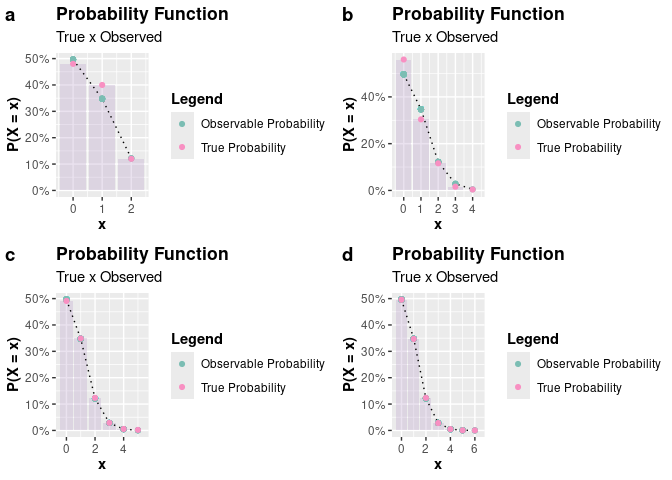 a
Probability Function
True x Observed
50%
40%
30%
20%
10%
0%
P(X = x)
0 1 2
x
Legend
Observable Probability
True Probability
b
Probability Function
True x Observed
40%
20%
0%
P(X = x)
0 1 2 3 4
x
Legend
Observable Probability
True Probability
c
Probability Function
True x Observed
50%
40%
30%
20%
10%
0%
P(X = x)
0 2 4
x
Legend
Observable Probability
True Probability
d
Probability Function
True x Observed
50%
40%
30%
20%
10%
0%
P(X = x)
0 2 4 6
x
Legend
Observable Probability
True Probability